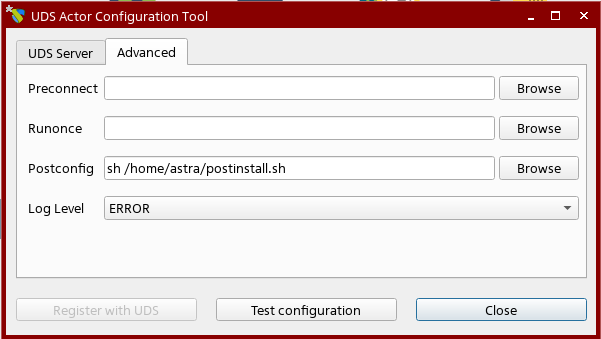 UDS Actor Configuration Tool
UDS Server Advanced
Preconnect Browse
Runonce Browse
Postconfig sh /home/astra/postinstall.sh Browse
Log Level ERROR
Register with UDS Test configuration Close